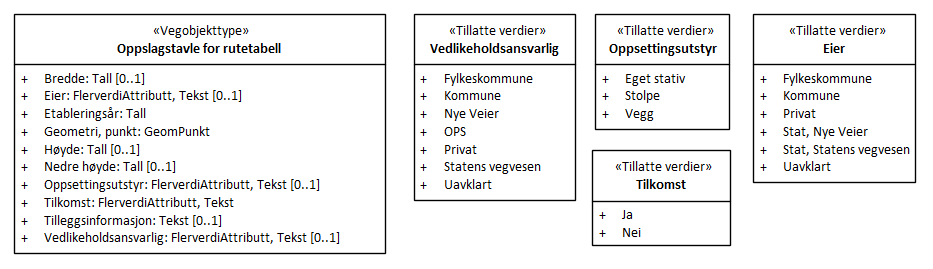 «Vegobjekttype»
Oppslagstavle for rutetabell
+ Bredde: Tall [0..1]
+ Eier: FlerverdiAttributt, Tekst [0..1]
+ Etableringsår: Tall
+ Geometri, punkt: GeomPunkt
+ Høyde: Tall [0..1]
+ Nedre høyde: Tall [0..1]
+ Oppsettingsutstyr: FlerverdiAttributt, Tekst [0..1]
+ Tilkomst: FlerverdiAttributt, Tekst
+ Tilleggsinformasjon: Tekst [0..1]
+ Vedlikeholdsansvarlig: FlerverdiAttributt, Tekst [0..1]
«Tillatte verdier»
Vedlikeholdsansvarlig
+ Fylkeskommune
+ Kommune
+ Nye Veier
+ OPS
+ Privat
+ Statens vegvesen
+ Uavklart
«Tillatte verdier»
Oppsettingsutstyr
+ Eget stativ
+ Stolpe
+ Vegg
«Tillatte verdier»
Tilkomst
+ Ja
+ Nei
«Tillatte verdier»
Eier
+ Fylkeskommune
+ Kommune
+ Privat
+ Stat, Nye Veier
+ Stat, Statens vegvesen
+ Uavklart